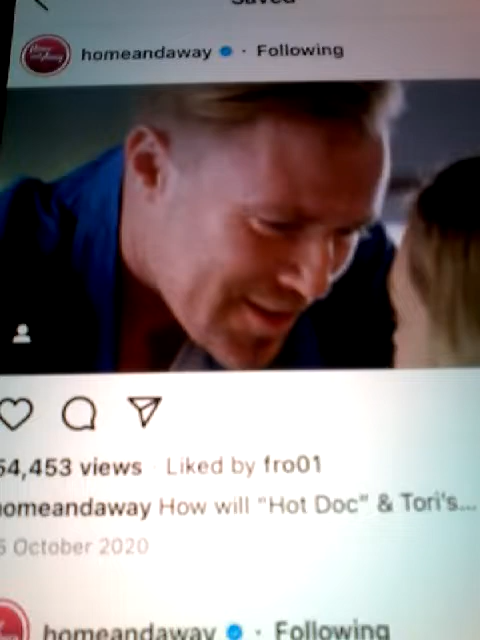 Saved
homeandaway · Following
54,453 views · Liked by fro01
homeandaway How will "Hot Doc" & Tori's...
October 2020
homeandaway · Following